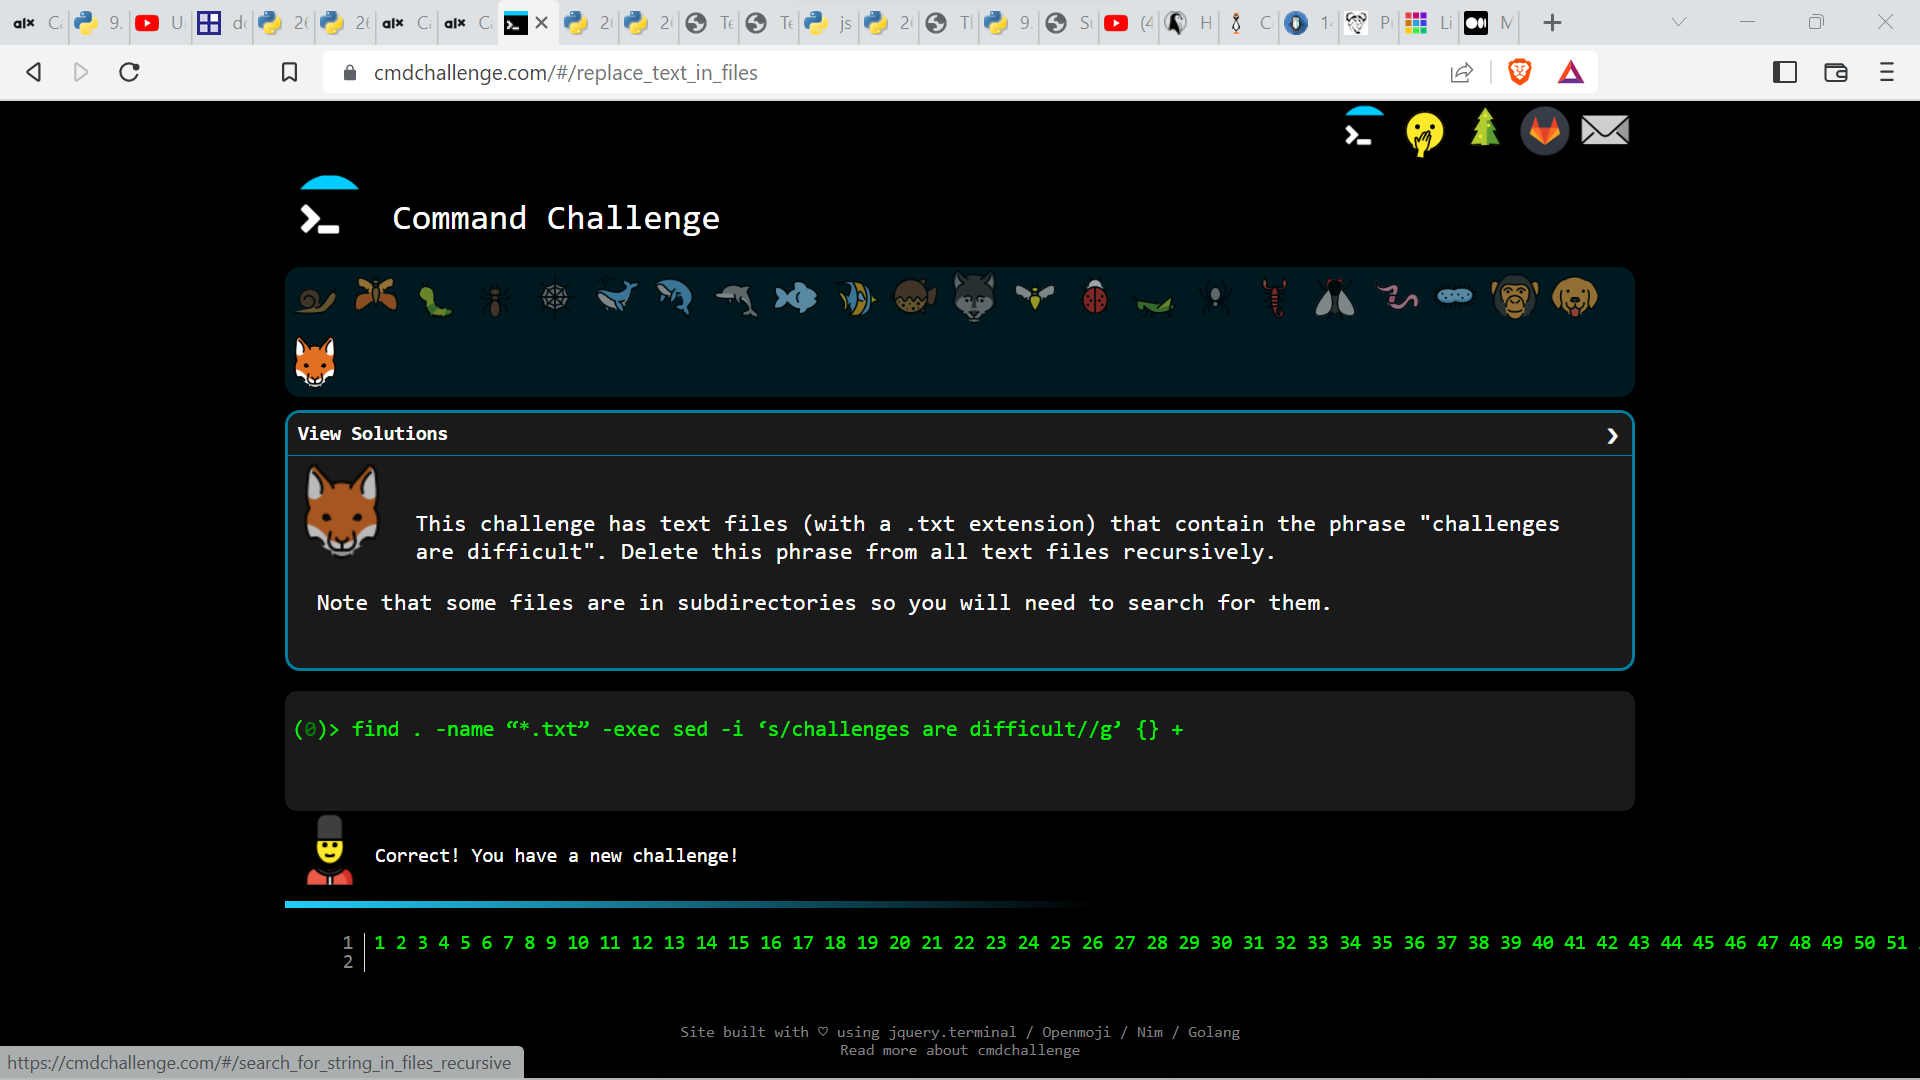 alx
C
9.
U
d
2
2
alx
C
alx
C
2
2
Te
Te
js
2
Tl
9.
S
(4
H
C
1
P
Li
M
cmdchallenge.com/#/replace_text_in_files
Command Challenge
View Solutions
This challenge has text files (with a .txt extension) that contain the phrase "challenges
are difficult". Delete this phrase from all text files recursively.
Note that some files are in subdirectories so you will need to search for them.
(0)> find . -name “*.txt” -exec sed -i ‘s/challenges are difficult//g’ {} +
Correct! You have a new challenge!
1 1 2 3 4 5 6 7 8 9 10 11 12 13 14 15 16 17 18 19 20 21 22 23 24 25 26 27 28 29 30 31 32 33 34 35 36 37 38 39 40 41 42 43 44 45 46 47 48 49 50 51
2
Site built with ♡ using jquery.terminal / Openmoji / Nim / Golang
Read more about cmdchallenge
https://cmdchallenge.com/#/search_for_string_in_files_recursive